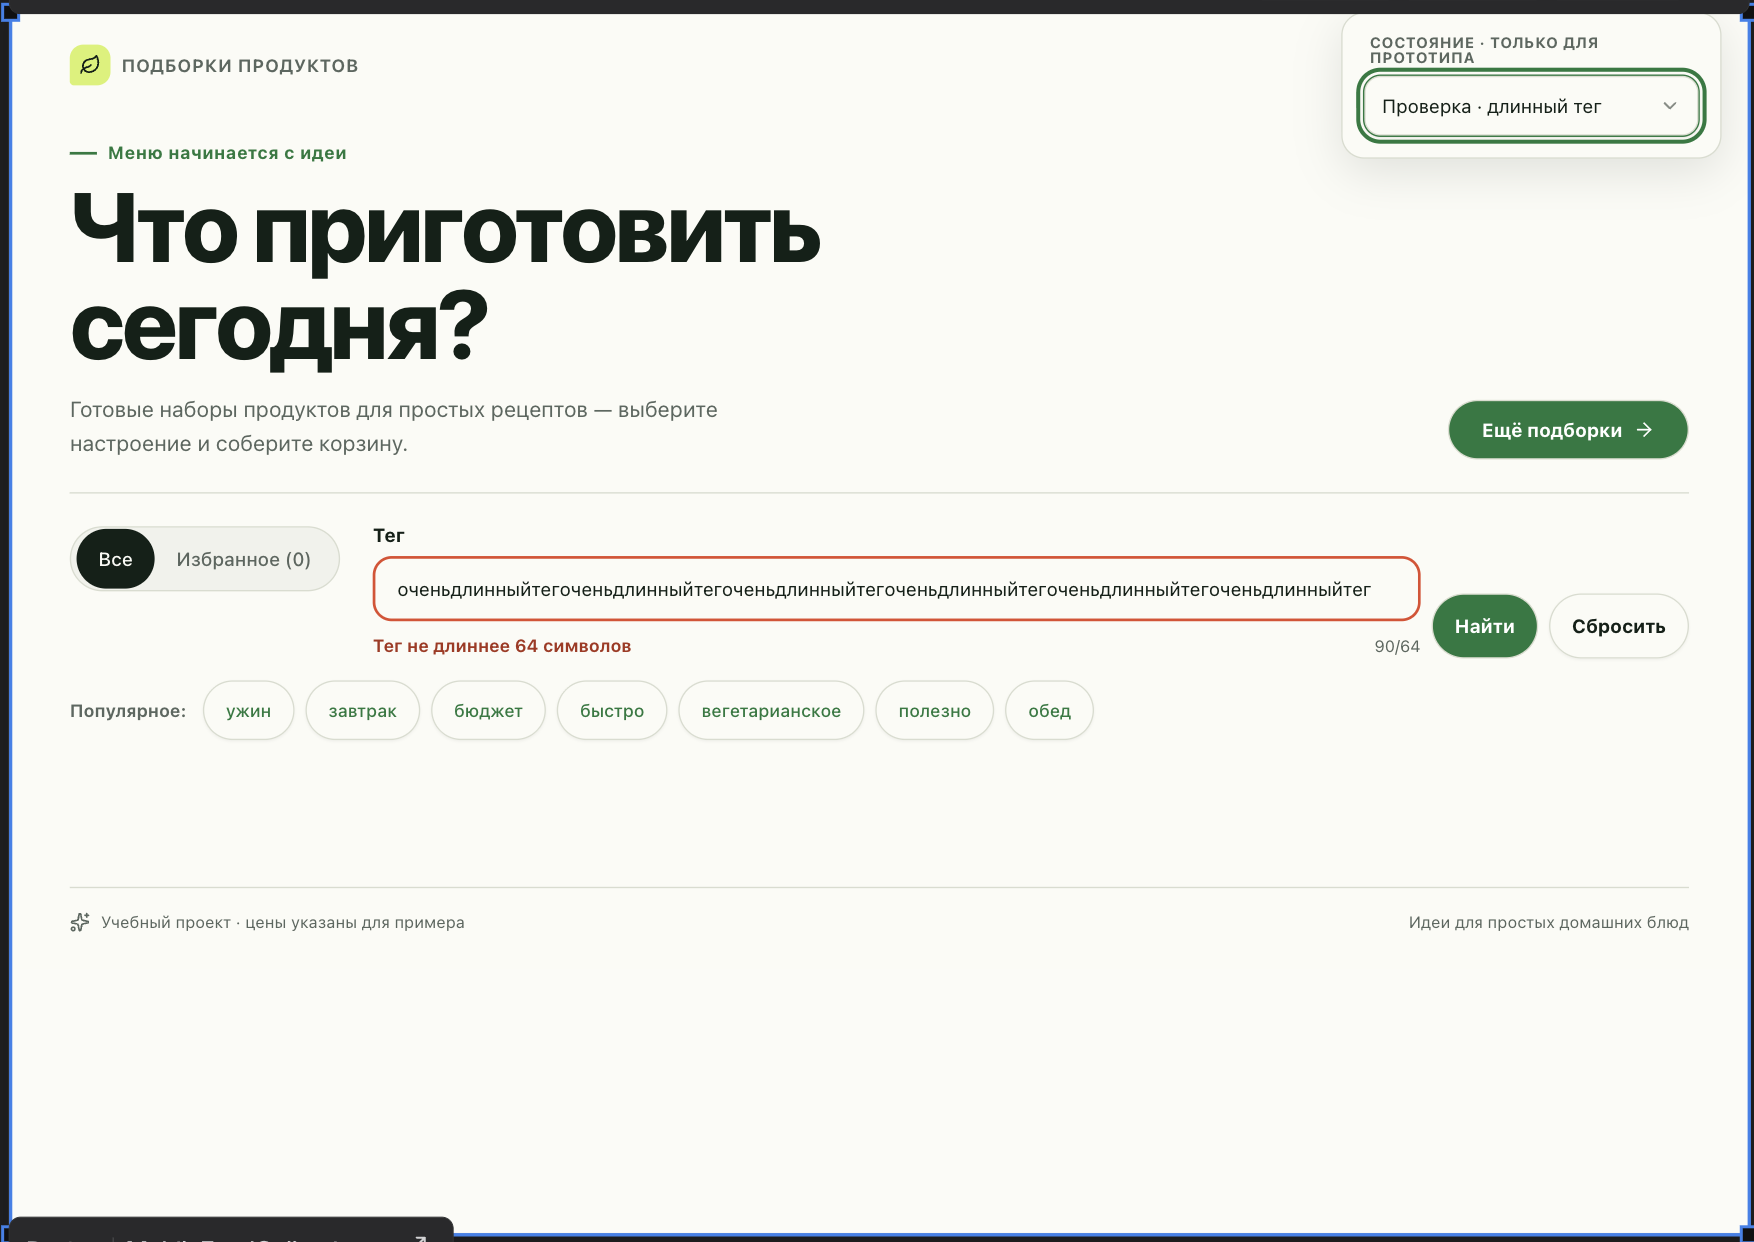 ПОДБОРКИ ПРОДУКТОВ
СОСТОЯНИЕ · ТОЛЬКО ДЛЯ
ПРОТОТИПА
Проверка · длинный тег
Меню начинается с идеи
Что приготовить
сегодня?
Готовые наборы продуктов для простых рецептов — выберите
настроение и соберите корзину.
Ещё подборки
Все
Избранное (0)
Тег
оченьдлинныйтегоченьдлинныйтегоченьдлинныйтегоченьдлинныйтегоченьдлинныйтегоченьдлинныйтег
Тег не длиннее 64 символов
90/64
Найти
Сбросить
Популярное:
ужин
завтрак
бюджет
быстро
вегетарианское
полезно
обед
Учебный проект · цены указаны для примера
Идеи для простых домашних блюд